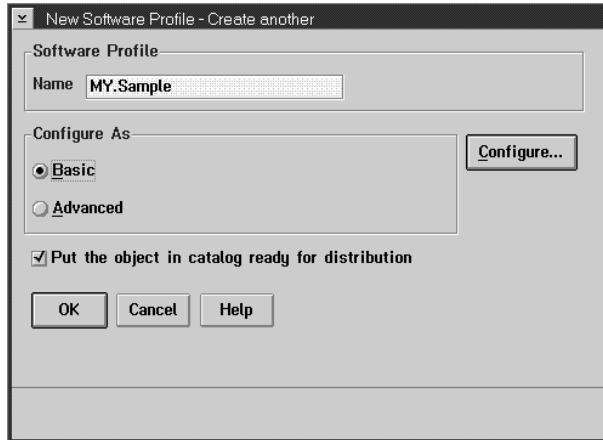 New Software Profile - Create another
Software Profile
Name MY.Sample
Configure As
Configure...
Basic
Advanced
Put the object in catalog ready for distribution
OK Cancel Help